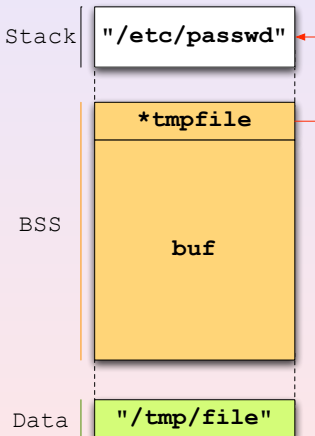 Stack "/etc/passwd"
*tmpfile
BSS
buf
Data "/tmp/file"